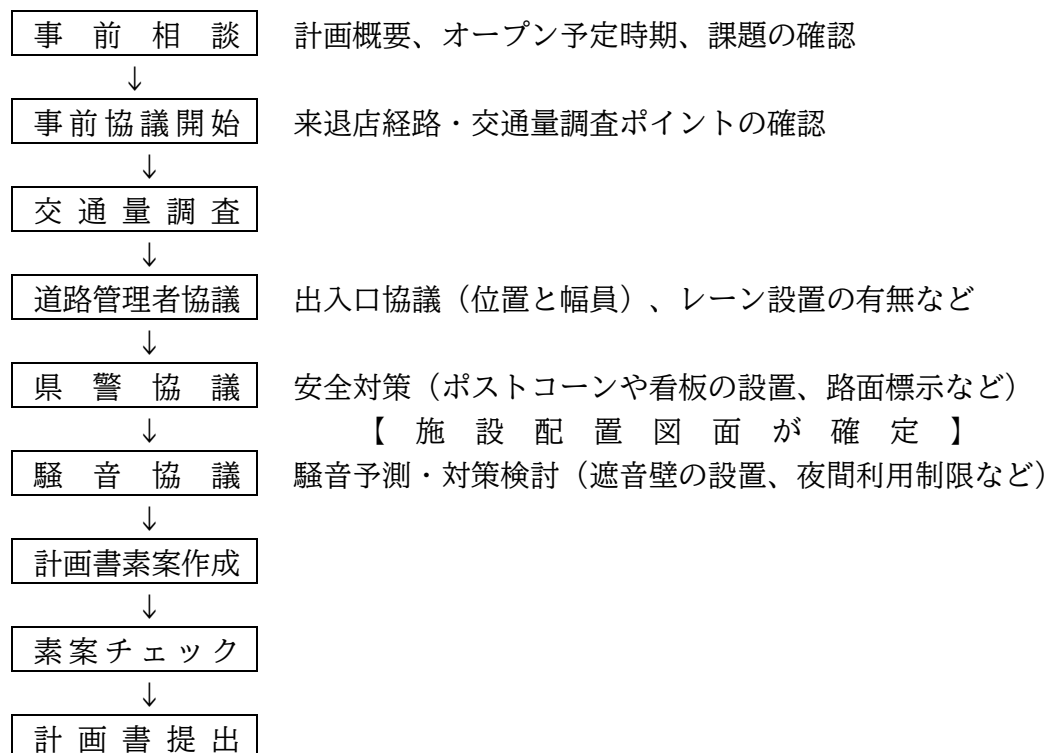 事前相談 計画概要、オープン予定時期、課題の確認
↓
事前協議開始 来退店経路・交通量調査ポイントの確認
↓
交通量調査
↓
道路管理者協議 出入口協議（位置と幅員）、レーン設置の有無など
↓
県警協議 安全対策（ポストコーンや看板の設置、路面標示など）
↓ 【施設配置図面が確定】
騒音協議 騒音予測・対策検討（遮音壁の設置、夜間利用制限など）
↓
計画書素案作成
↓
素案チェック
↓
計画書提出